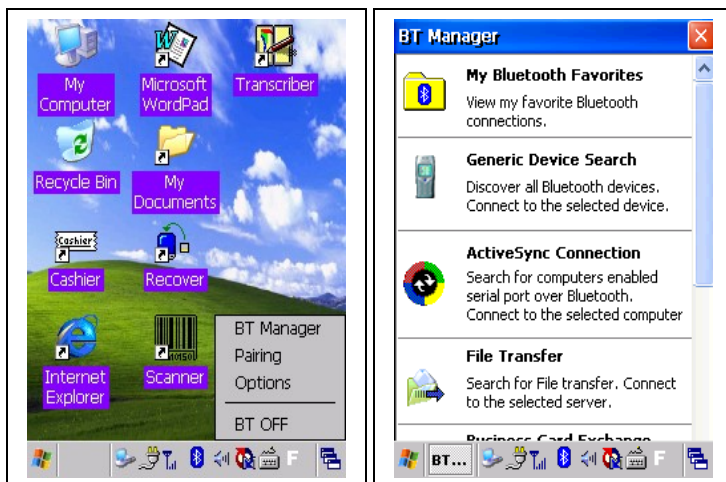 My
Computer
Microsoft
WordPad
Transcriber
Recycle Bin
My
Documents
Cashier
Cashier
Recover
Internet
Explorer
Scanner
BT Manager
Pairing
Options
BT OFF
F
BT Manager
My Bluetooth Favorites
View my favorite Bluetooth
connections.
Generic Device Search
Discover all Bluetooth devices.
Connect to the selected device.
ActiveSync Connection
Search for computers enabled
serial port over Bluetooth.
Connect to the selected computer
File Transfer
Search for File transfer. Connect
to the selected server.
Business Card Exchange
BT...
F